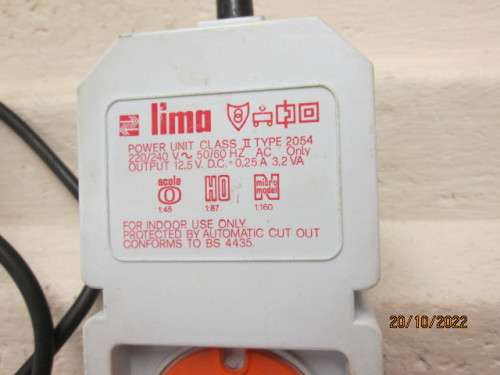 lima
POWER UNIT CLASS II TYPE 2054
220/240 V.~ 50/60 HZ AC Only
OUTPUT 12.5 V. D.C.- 0,25 A 3,2 VA
scale
O HO N micro model
1:45 1:87 1:160
FOR INDOOR USE ONLY
PROTECTED BY AUTOMATIC CUT OUT
CONFORMS TO BS 4435.
20/10/2022